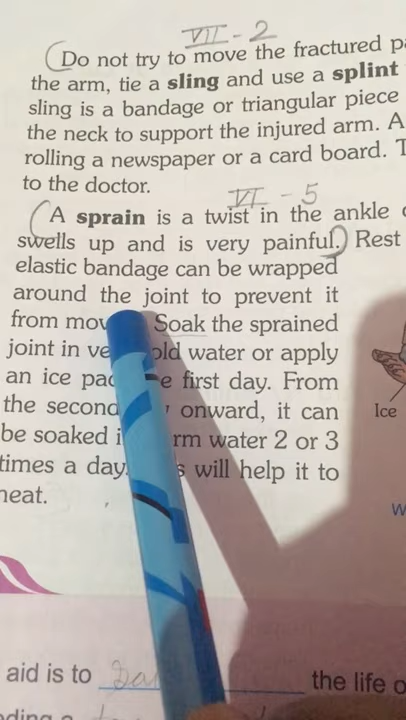 VII - 2
Do not try to move the fractured
the arm, tie a sling and use a splint
sling is a bandage or triangular piece
the neck to support the injured arm. A
rolling a newspaper or a card board. T
to the doctor.
VI - 5
A sprain is a twist in the ankle
swells up and is very painful. Rest
elastic bandage can be wrapped
around the joint to prevent it
from mov Soak the sprained
joint in ve old water or apply
an ice pac e first day. From
the second onward, it can
be soaked i rm water 2 or 3
times a day. s will help it to
heat.
Ice
W
aid is to the life o